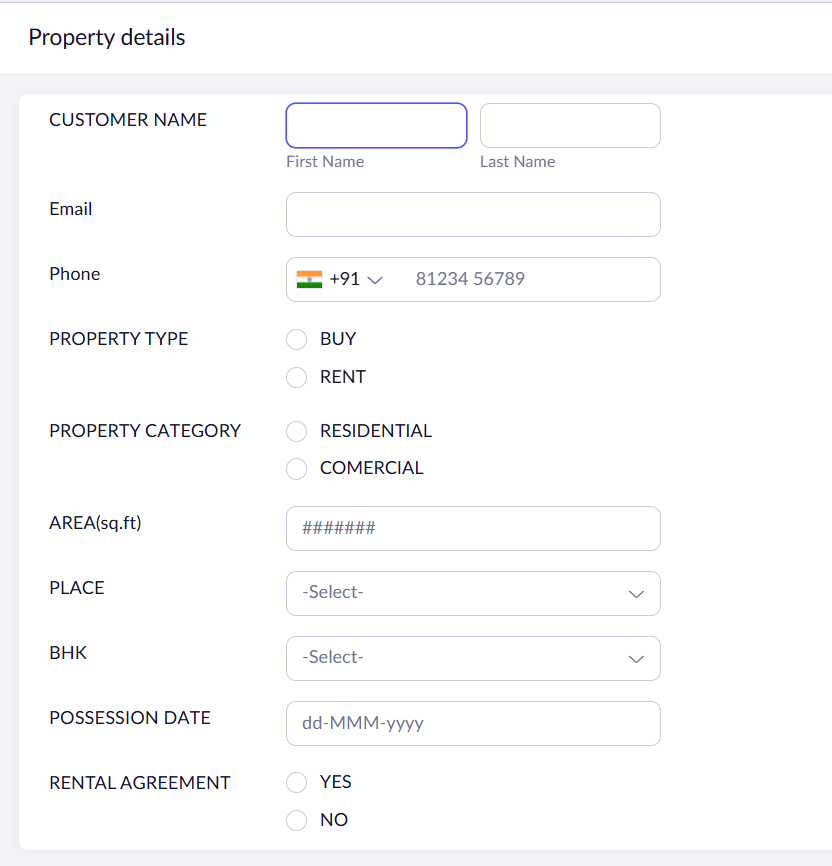 Property details
CUSTOMER NAME
First Name Last Name
Email
Phone +91 81234 56789
PROPERTY TYPE BUY
RENT
PROPERTY CATEGORY RESIDENTIAL
COMERCIAL
AREA(sq.ft) #######
PLACE -Select-
BHK -Select-
POSSESSION DATE dd-MMM-yyyy
RENTAL AGREEMENT YES
NO